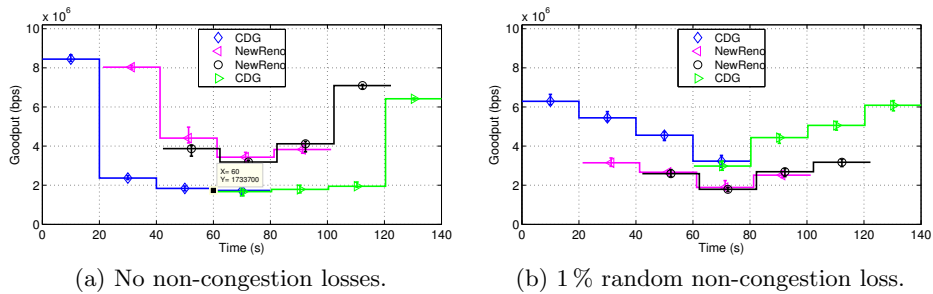 x 10^6
10
8
6
4
2
0
Goodput (bps)
CDG
NewReno
NewReno
CDG
X= 60
Y= 1733700
0 20 40 60 80 100 120 140
Time (s)
(a) No non-congestion losses.
x 10^6
10
8
6
4
2
0
Goodput (bps)
CDG
NewReno
NewReno
CDG
0 20 40 60 80 100 120 140
Time (s)
(b) 1 % random non-congestion loss.